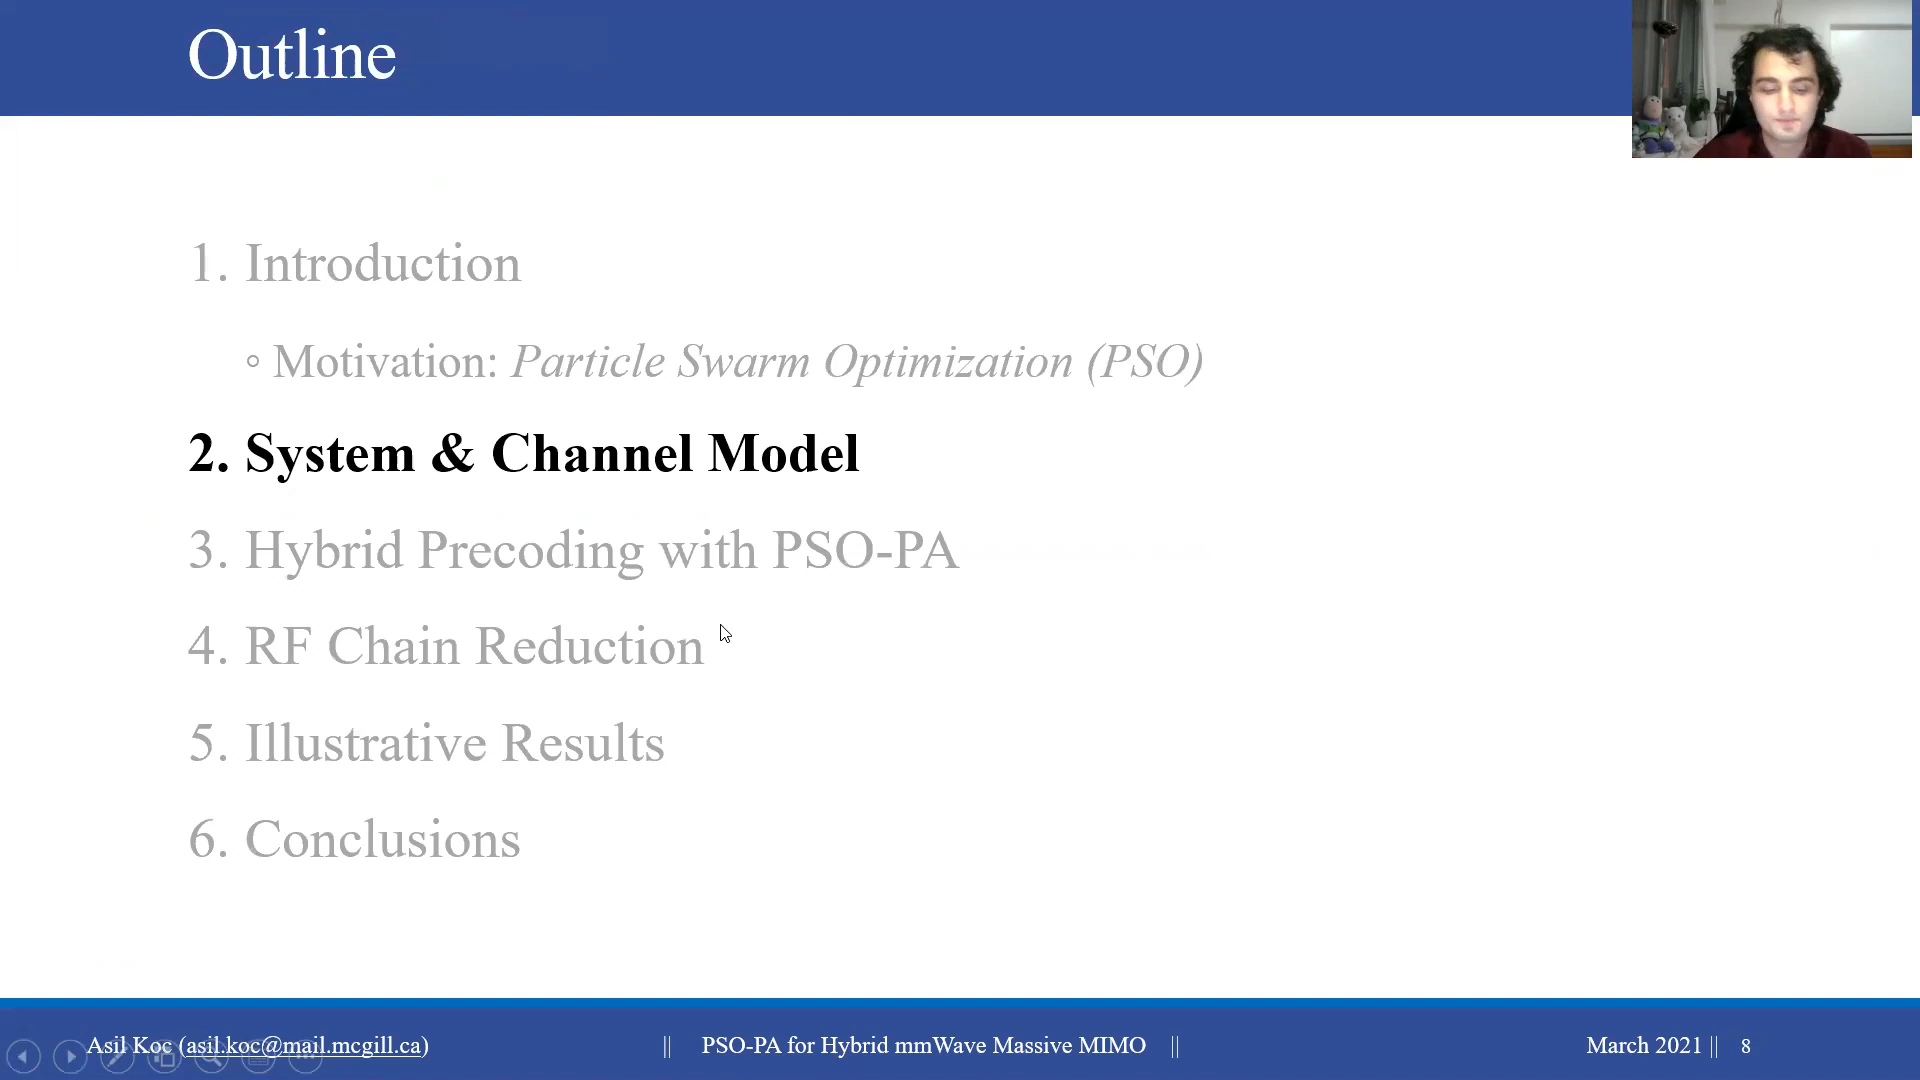 Outline
1. Introduction
◦ Motivation: Particle Swarm Optimization (PSO)
2. System & Channel Model
3. Hybrid Precoding with PSO-PA
4. RF Chain Reduction
5. Illustrative Results
6. Conclusions
Asil Koc (asil.koc@mail.mcgill.ca) || PSO-PA for Hybrid mmWave Massive MIMO || March 2021 || 8